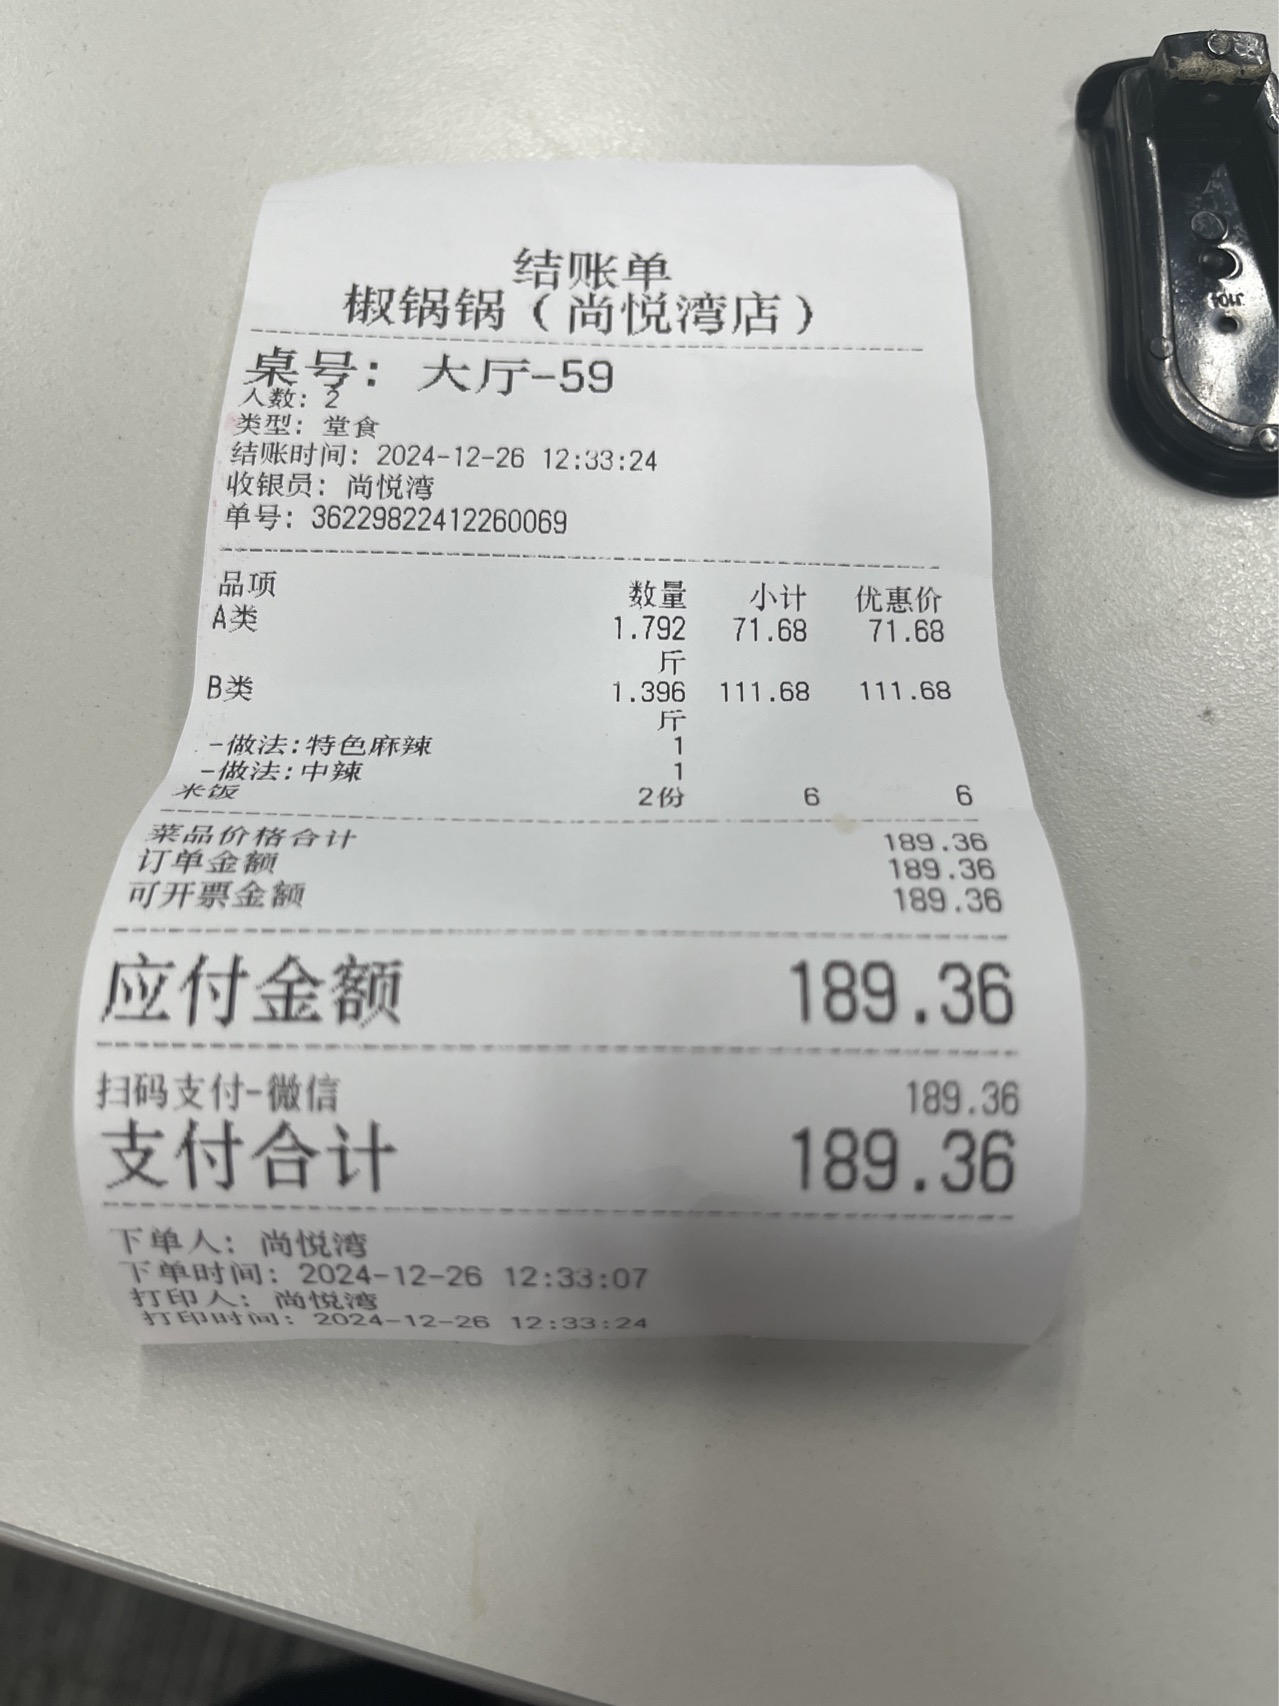 结账单
椒锅锅（尚悦湾店）
桌号：大厅-59
人数：2
类型：堂食
结账时间：2024-12-26 12:33:24
收银员：尚悦湾
单号：36229822412260069
品项 数量 小计 优惠价
A类 1.792 71.68 71.68
斤
B类 1.396 111.68 111.68
斤
-做法:特色麻辣 1
-做法:中辣 1
米饭 2份 6 6
菜品价格合计 189.36
订单金额 189.36
可开票金额 189.36
应付金额 189.36
扫码支付-微信 189.36
支付合计 189.36
下单人：尚悦湾
下单时间：2024-12-26 12:33:07
打印人：尚悦湾
打印时间：2024-12-26 12:33:24